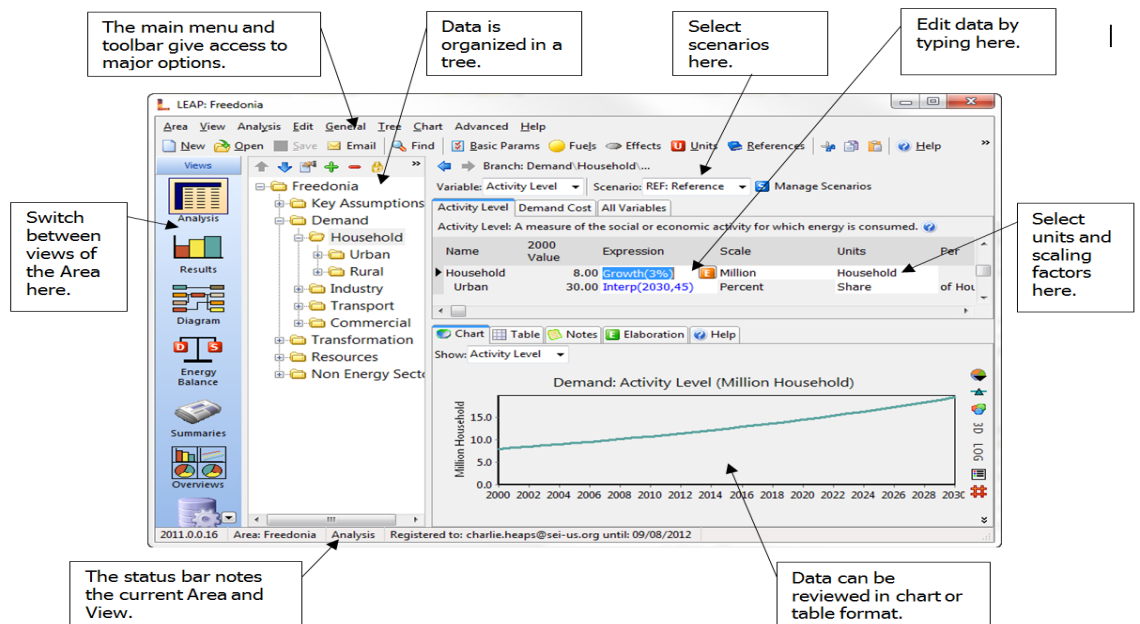 The main menu and
toolbar give access to
major options.
Data is
organized in a
tree.
Select
scenarios
here.
Edit data by
typing here.
LEAP: Freedonia
Area View Analysis Edit General Tree Chart Advanced Help
New Open Save Email Find Basic Params Fuels Effects Units References Help »
Views
» Branch: Demand\Household\...
Variable: Activity Level Scenario: REF: Reference Manage Scenarios
Activity Level Demand Cost All Variables
Activity Level: A measure of the social or economic activity for which energy is consumed.
Name 2000 Value Expression Scale Units Per
Household 8.00 Growth(3%) E Million Household
Urban 30.00 Interp(2030,45) Percent Share of Hou
Freedonia
Key Assumptions
Demand
Household
Urban
Rural
Industry
Transport
Commercial
Transformation
Resources
Non Energy Sect
Analysis
Results
Diagram
D S
Energy
Balance
Summaries
Overviews
Switch
between
views of
the Area
here.
Select
units and
scaling
factors
here.
Chart Table Notes E Elaboration Help
Show: Activity Level
Demand: Activity Level (Million Household)
Million Household
15.0
10.0
5.0
0.0
2000 2002 2004 2006 2008 2010 2012 2014 2016 2018 2020 2022 2024 2026 2028 2030
3D
LOG
2011.0.0.16 Area: Freedonia Analysis Registered to: charlie.heaps@sei-us.org until: 09/08/2012
The status bar notes
the current Area and
View.
Data can be
reviewed in chart or
table format.